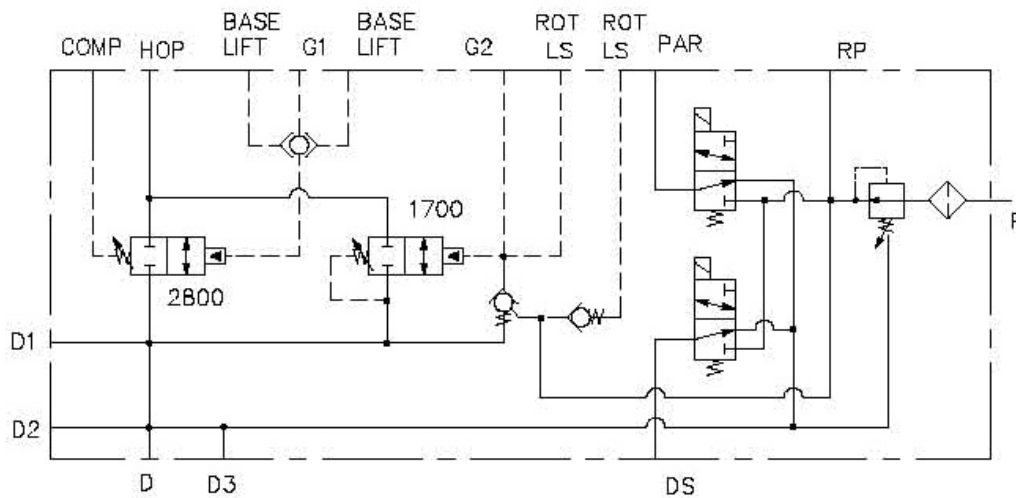 COMP
HOP
BASE
LIFT
G1
BASE
LIFT
G2
ROT
LS
ROT
LS
PAR
RP
1700
2800
D1
D2
D
D3
DS